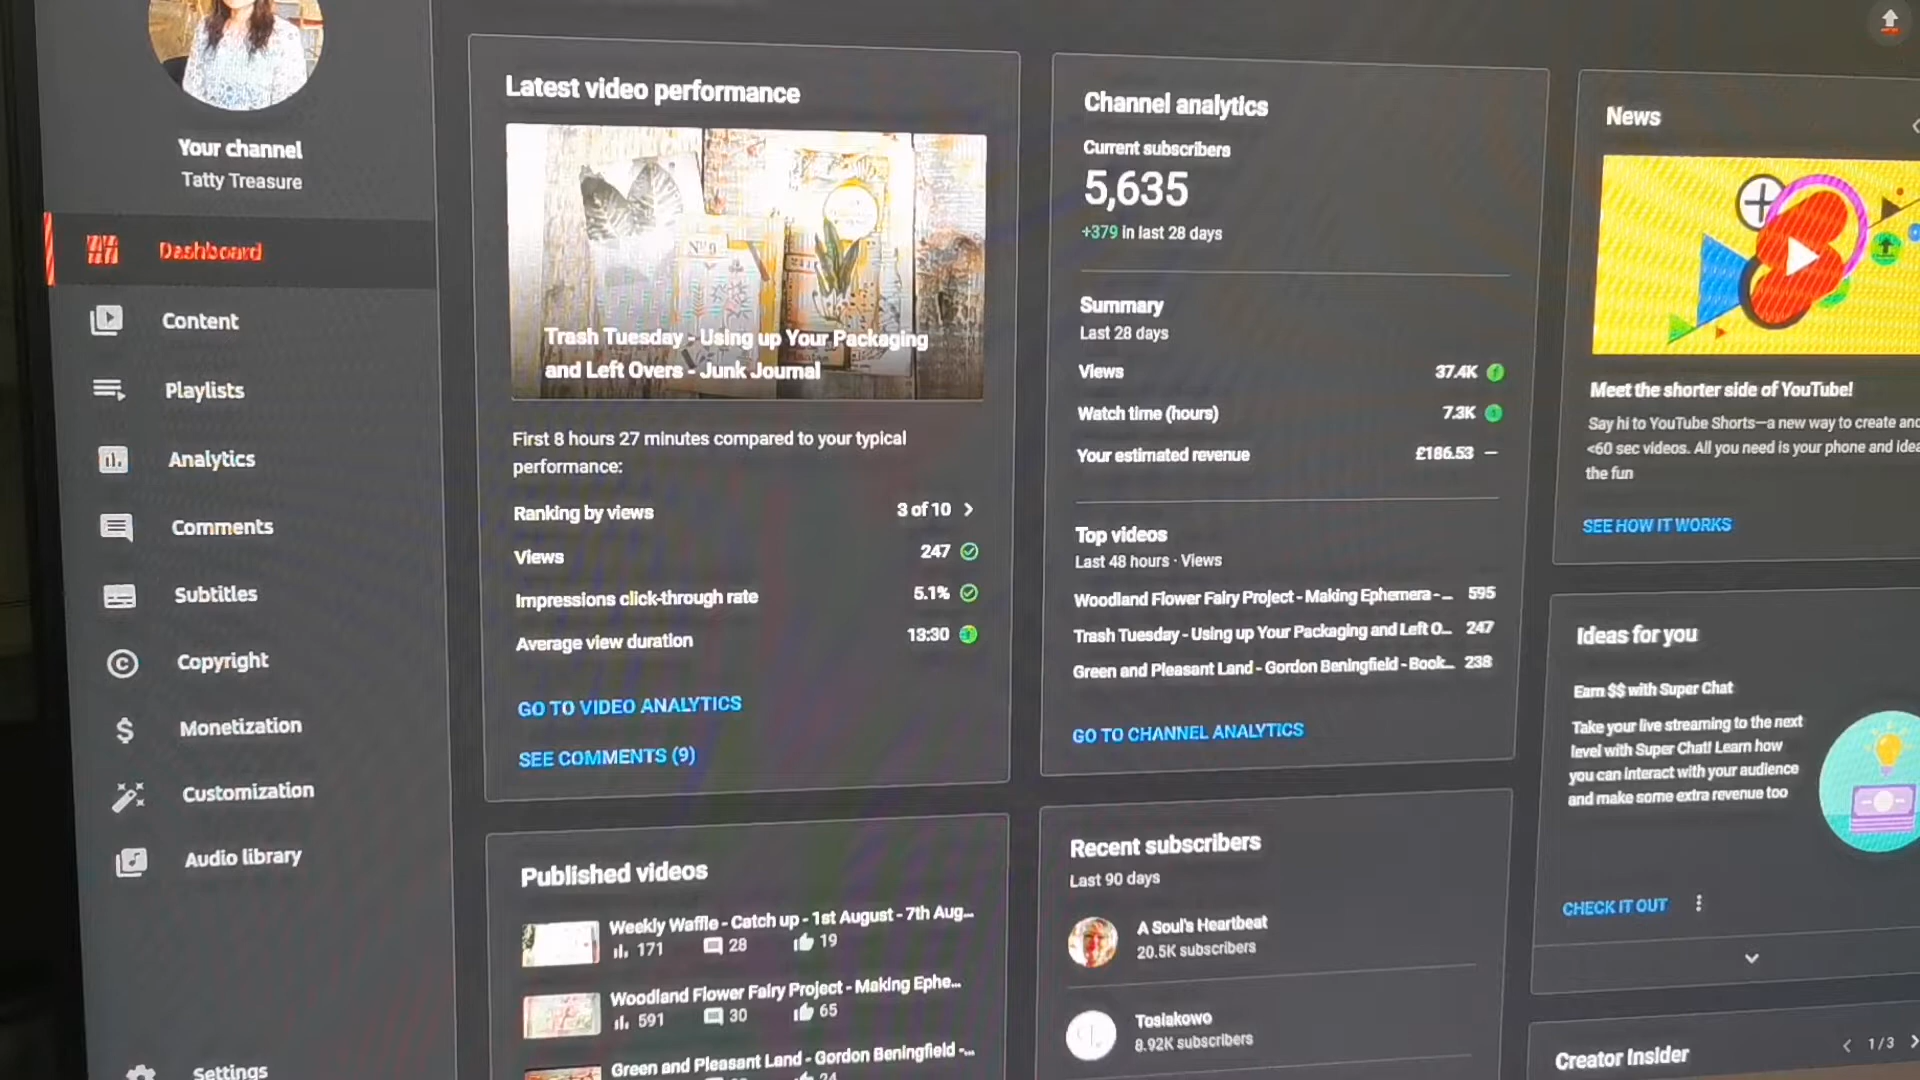 Your channel
Tatty Treasure
Dashboard
Content
Playlists
Analytics
Comments
Subtitles
Copyright
Monetization
Customization
Audio library
Settings
Latest video performance
Trash Tuesday - Using up Your Packaging
and Left Overs - Junk Journal
First 8 hours 27 minutes compared to your typical
performance:
Ranking by views 3 of 10
Views 247
Impressions click-through rate 5.1%
Average view duration 13:30
GO TO VIDEO ANALYTICS
SEE COMMENTS (9)
Published videos
Weekly Waffle - Catch up - 1st August - 7th Aug...
171 28 19
Woodland Flower Fairy Project - Making Ephe...
591 30 65
Green and Pleasant Land - Gordon Beningfield -...
24
Channel analytics
Current subscribers
5,635
+379 in last 28 days
Summary
Last 28 days
Views 37.4K
Watch time (hours) 7.3K
Your estimated revenue £186.53 —
Top videos
Last 48 hours · Views
Woodland Flower Fairy Project - Making Ephemera -... 595
Trash Tuesday - Using up Your Packaging and Left O... 247
Green and Pleasant Land - Gordon Beningfield - Book... 238
GO TO CHANNEL ANALYTICS
Recent subscribers
Last 90 days
A Soul's Heartbeat
20.5K subscribers
Tosiakowo
8.92K subscribers
News
Meet the shorter side of YouTube!
Say hi to YouTube Shorts—a new way to create and
<60 sec videos. All you need is your phone and idea
the fun
SEE HOW IT WORKS
Ideas for you
Earn $$ with Super Chat
Take your live streaming to the next
level with Super Chat! Learn how
you can interact with your audience
and make some extra revenue too
CHECK IT OUT
Creator Insider
1/3